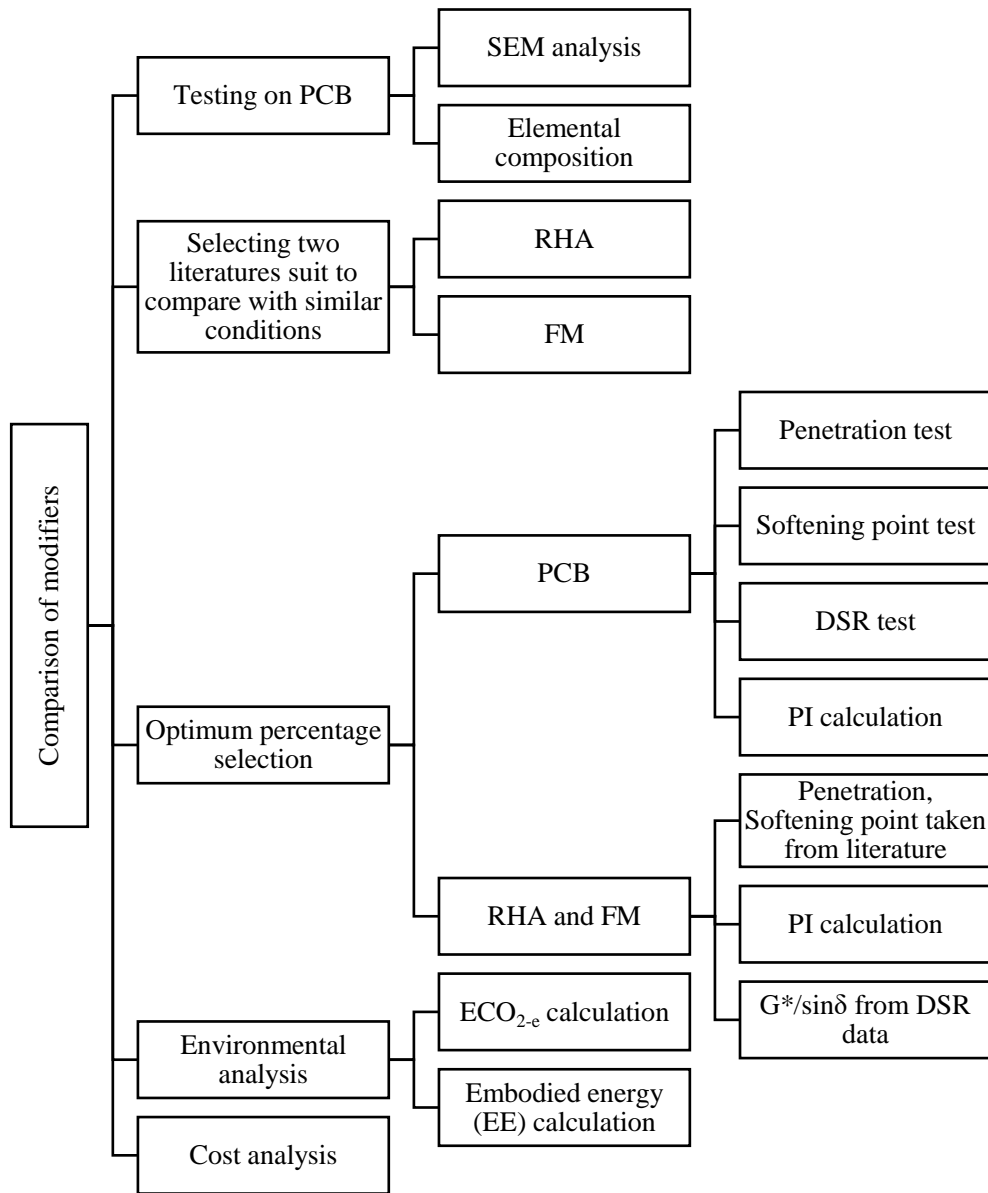 Comparison of modifiers
Testing on PCB
SEM analysis
Elemental
composition
Selecting two
literatures suit to
compare with similar
conditions
RHA
FM
Optimum percentage
selection
PCB
Penetration test
Softening point test
DSR test
PI calculation
RHA and FM
Penetration,
Softening point taken
from literature
PI calculation
G*/sinδ from DSR
data
Environmental
analysis
ECO₂₋ₑ calculation
Embodied energy
(EE) calculation
Cost analysis